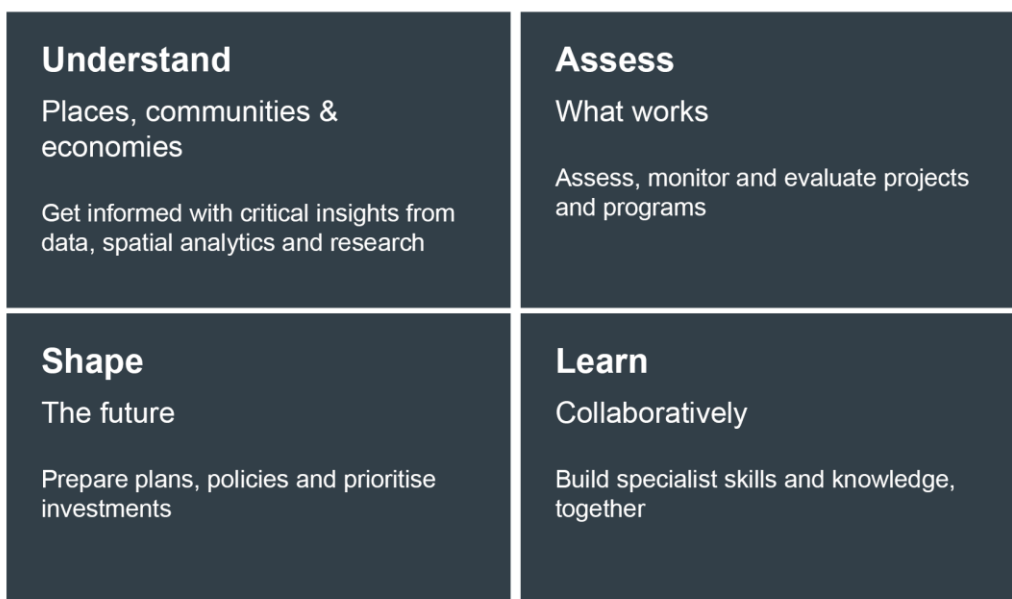 Understand
Places, communities &
economies
Get informed with critical insights from
data, spatial analytics and research
Assess
What works
Assess, monitor and evaluate projects
and programs
Shape
The future
Prepare plans, policies and prioritise
investments
Learn
Collaboratively
Build specialist skills and knowledge,
together